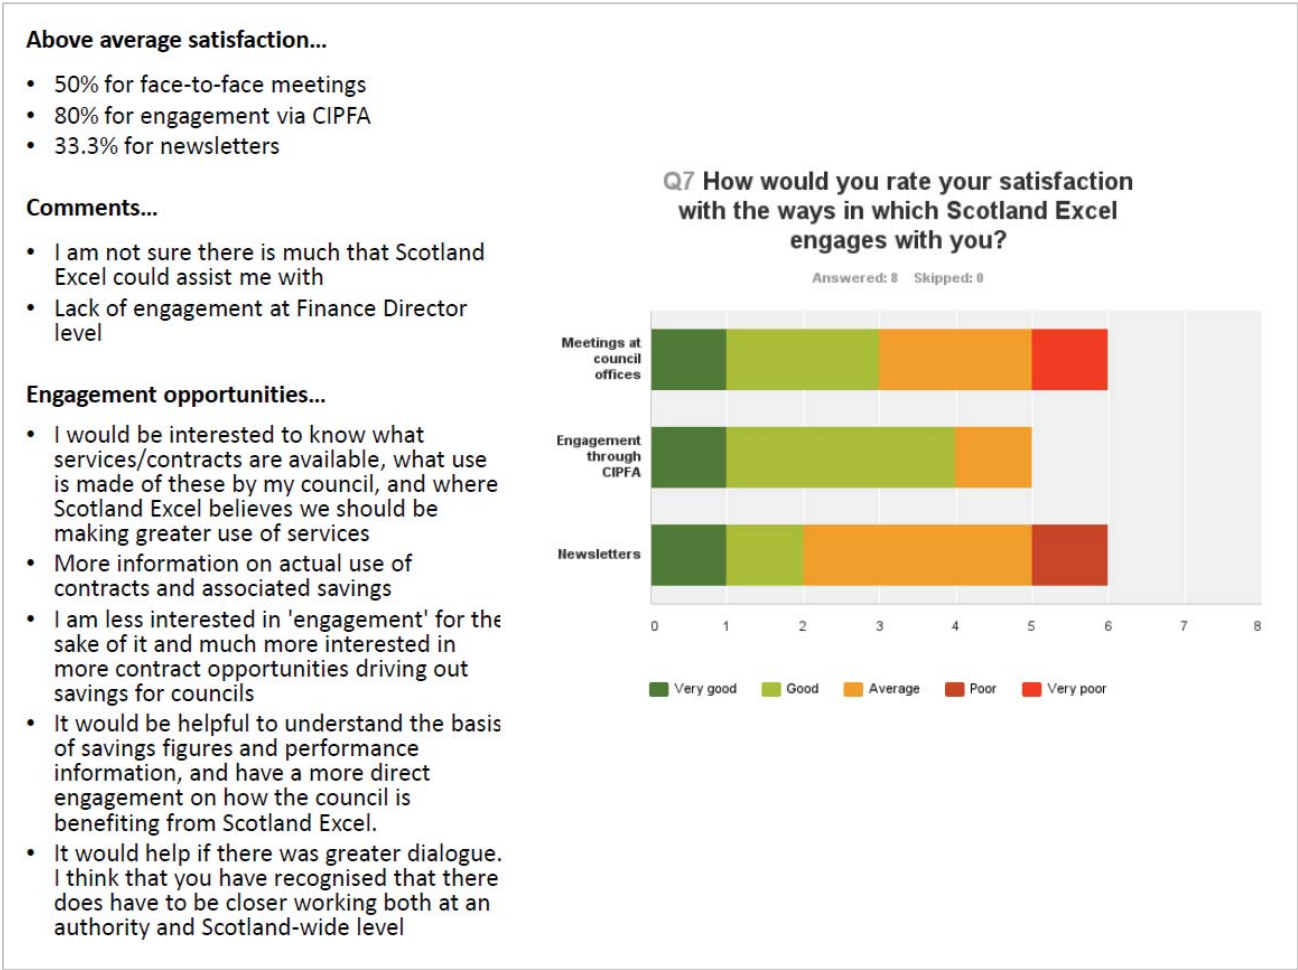 Above average satisfaction...
• 50% for face-to-face meetings
• 80% for engagement via CIPFA
• 33.3% for newsletters
Comments...
• I am not sure there is much that Scotland
Excel could assist me with
• Lack of engagement at Finance Director
level
Engagement opportunities...
• I would be interested to know what
services/contracts are available, what use
is made of these by my council, and where
Scotland Excel believes we should be
making greater use of services
• More information on actual use of
contracts and associated savings
• I am less interested in 'engagement' for the
sake of it and much more interested in
more contract opportunities driving out
savings for councils
• It would be helpful to understand the basis
of savings figures and performance
information, and have a more direct
engagement on how the council is
benefiting from Scotland Excel.
• It would help if there was greater dialogue.
I think that you have recognised that there
does have to be closer working both at an
authority and Scotland-wide level
Q7 How would you rate your satisfaction
with the ways in which Scotland Excel
engages with you?
Answered: 8 Skipped: 0
Meetings at
council
offices
Engagement
through
CIPFA
Newsletters
0 1 2 3 4 5 6 7 8
Very good Good Average Poor Very poor